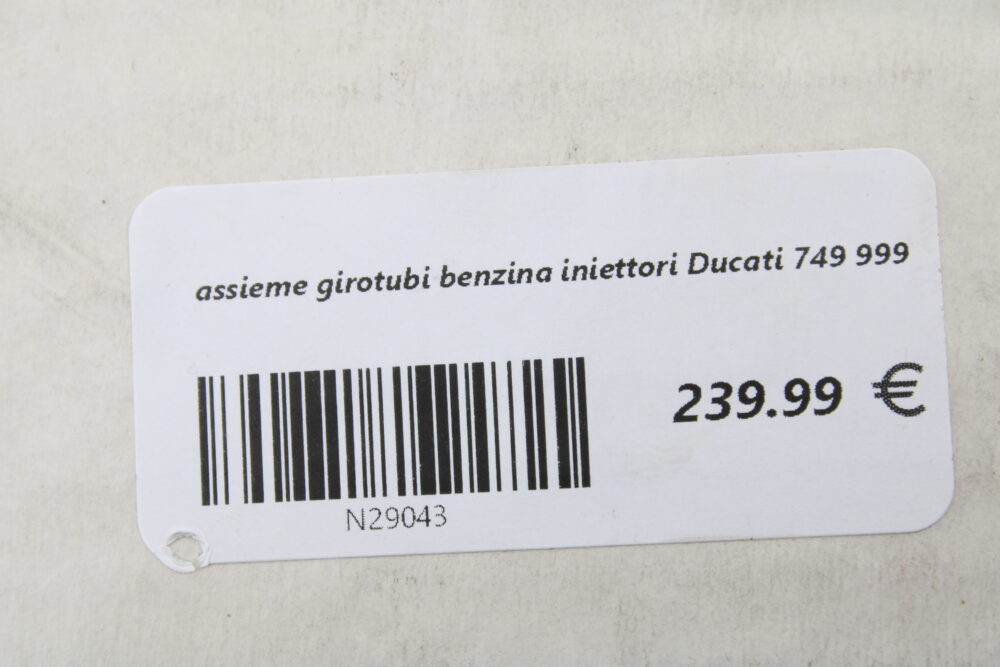 assieme girotubi benzina iniettori Ducati 749 999
239.99 €
N29043